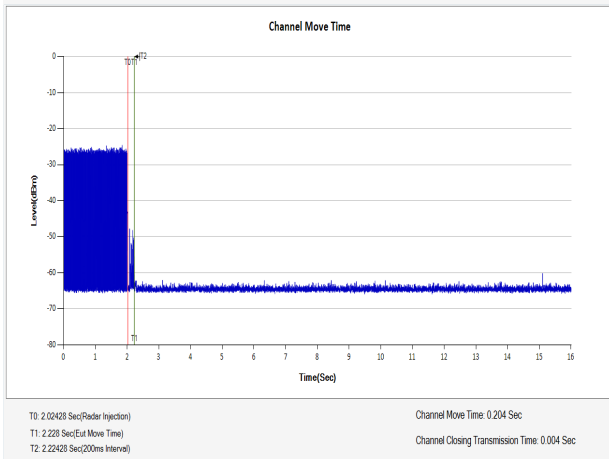 Channel Move Time
T0 T1 T2
0
-10
-20
-30
-40
-50
-60
-70
-80
Level(dBm)
T1
0 1 2 3 4 5 6 7 8 9 10 11 12 13 14 15 16
Time(Sec)
T0: 2.02428 Sec(Radar Injection)
T1: 2.228 Sec(Eut Move Time)
T2: 2.22428 Sec(200ms Interval)
Channel Move Time: 0.204 Sec
Channel Closing Transmission Time: 0.004 Sec